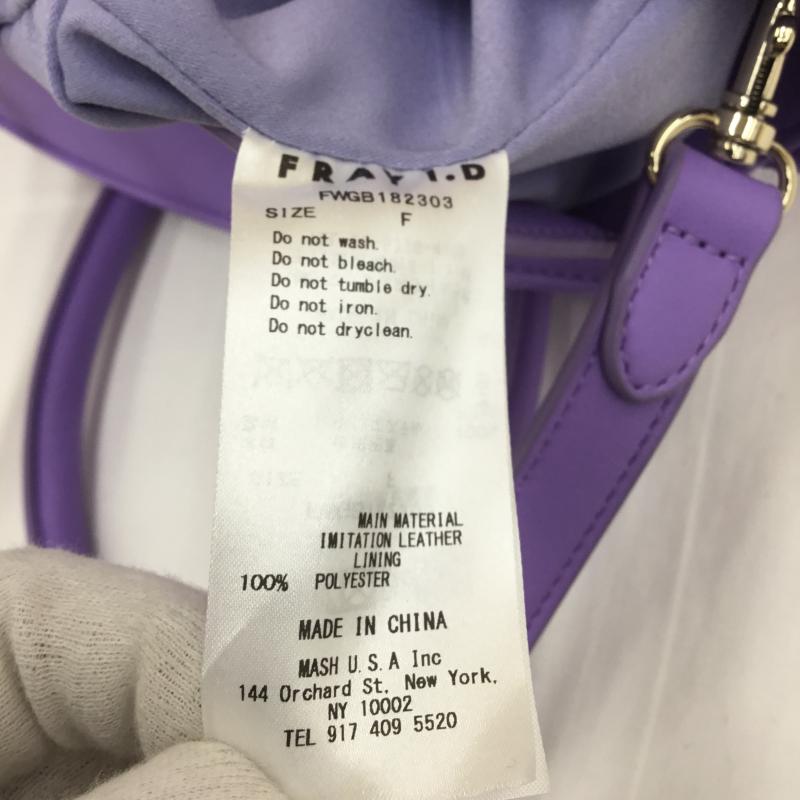 FRAY I.D
FWGB182303
SIZE F
Do not wash.
Do not bleach.
Do not tumble dry.
Do not iron.
Do not dryclean.
MAIN MATERIAL
IMITATION LEATHER
LINING
100% POLYESTER
MADE IN CHINA
MASH U.S.A Inc
144 Orchard St, New York,
NY 10002
TEL 917 409 5520